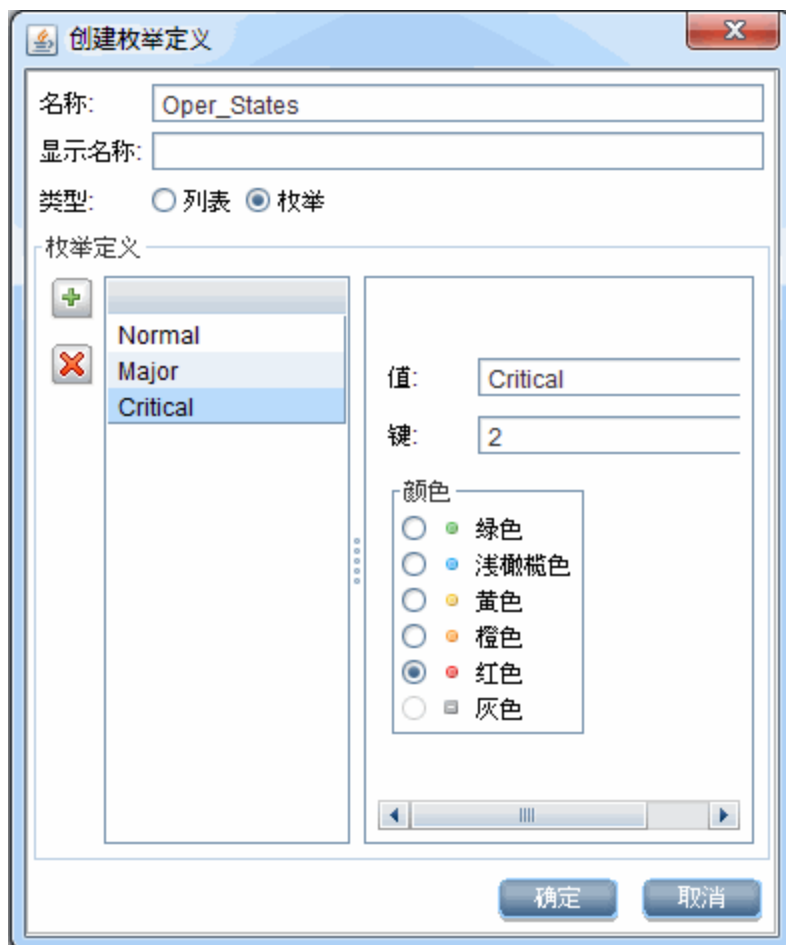 创建枚举定义
名称: Oper_States
显示名称:
类型: 列表 枚举
枚举定义
Normal
Major
Critical
值: Critical
键: 2
颜色
绿色
浅橄榄色
黄色
橙色
红色
灰色
确定 取消